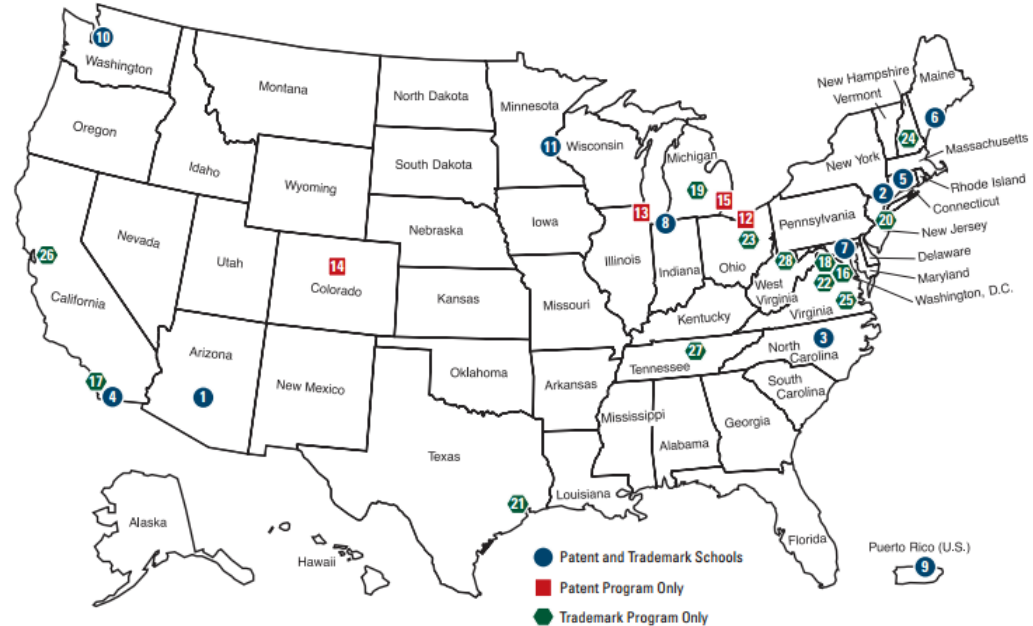 10
Washington
Montana
North Dakota
Minnesota
New Hampshire
Vermont
Maine
Oregon
Idaho
South Dakota
11
Wisconsin
Michigan
New York
24
6
Massachusetts
Wyoming
19
15
2
5
Rhode Island
Connecticut
Nevada
Utah
Nebraska
Iowa
13
8
12
23
Pennsylvania
20
New Jersey
26
California
14
Colorado
Kansas
Illinois
Indiana
Ohio
28
18
7
Delaware
Maryland
West
Virginia
22
16
Washington, D.C.
Missouri
Kentucky
Virginia
25
Arizona
New Mexico
Oklahoma
Arkansas
Tennessee
27
North
Carolina
3
17
4
1
South
Carolina
Mississippi
Alabama
Georgia
Texas
21
Louisiana
Florida
Alaska
Hawaii
Puerto Rico (U.S.)
9
Patent and Trademark Schools
Patent Program Only
Trademark Program Only